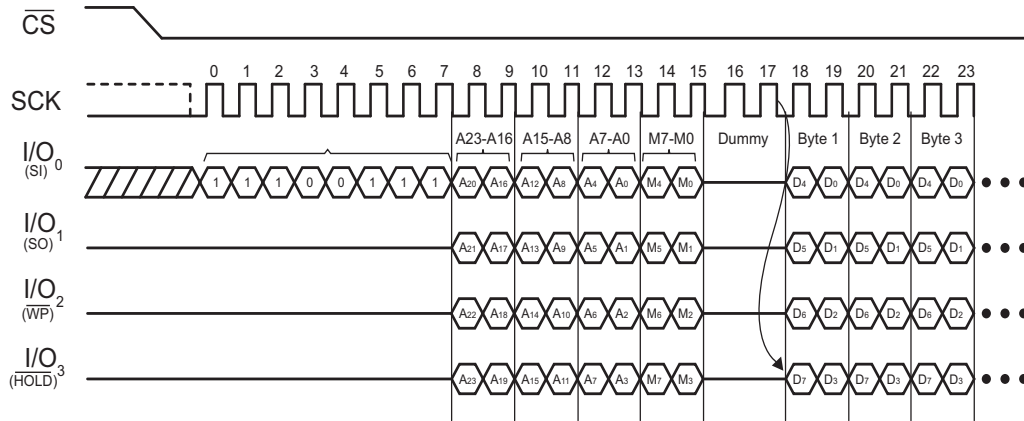 CS
0 1 2 3 4 5 6 7 8 9 10 11 12 13 14 15 16 17 18 19 20 21 22 23
SCK
A23-A16 A15-A8 A7-A0 M7-M0 Dummy Byte 1 Byte 2 Byte 3
I/O0
(SI)
1 1 1 0 0 1 1 1 A20 A16 A12 A8 A4 A0 M4 M0 D4 D0 D4 D0 D4 D0
I/O1
(SO)
A21 A17 A13 A9 A5 A1 M5 M1 D5 D1 D5 D1 D5 D1
I/O2
(WP)
A22 A18 A14 A10 A6 A2 M6 M2 D6 D2 D6 D2 D6 D2
I/O3
(HOLD)
A23 A19 A15 A11 A7 A3 M7 M3 D7 D3 D7 D3 D7 D3